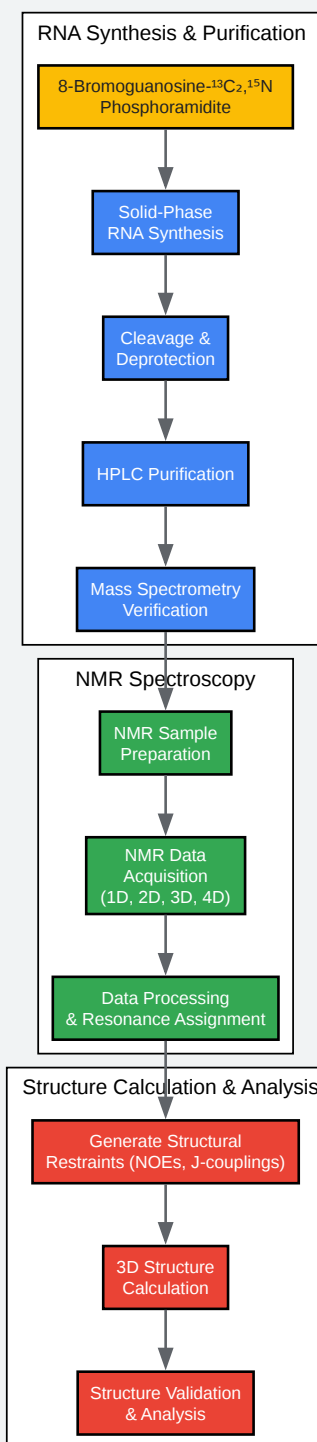 RNA Synthesis & Purification
8-Bromoguanosine-¹³C₂,¹⁵N
Phosphoramidite
Solid-Phase
RNA Synthesis
Cleavage &
Deprotection
HPLC Purification
Mass Spectrometry
Verification
NMR Spectroscopy
NMR Sample
Preparation
NMR Data
Acquisition
(1D, 2D, 3D, 4D)
Data Processing
& Resonance Assignment
Structure Calculation & Analysis
Generate Structural
Restraints (NOEs, J-couplings)
3D Structure
Calculation
Structure Validation
& Analysis